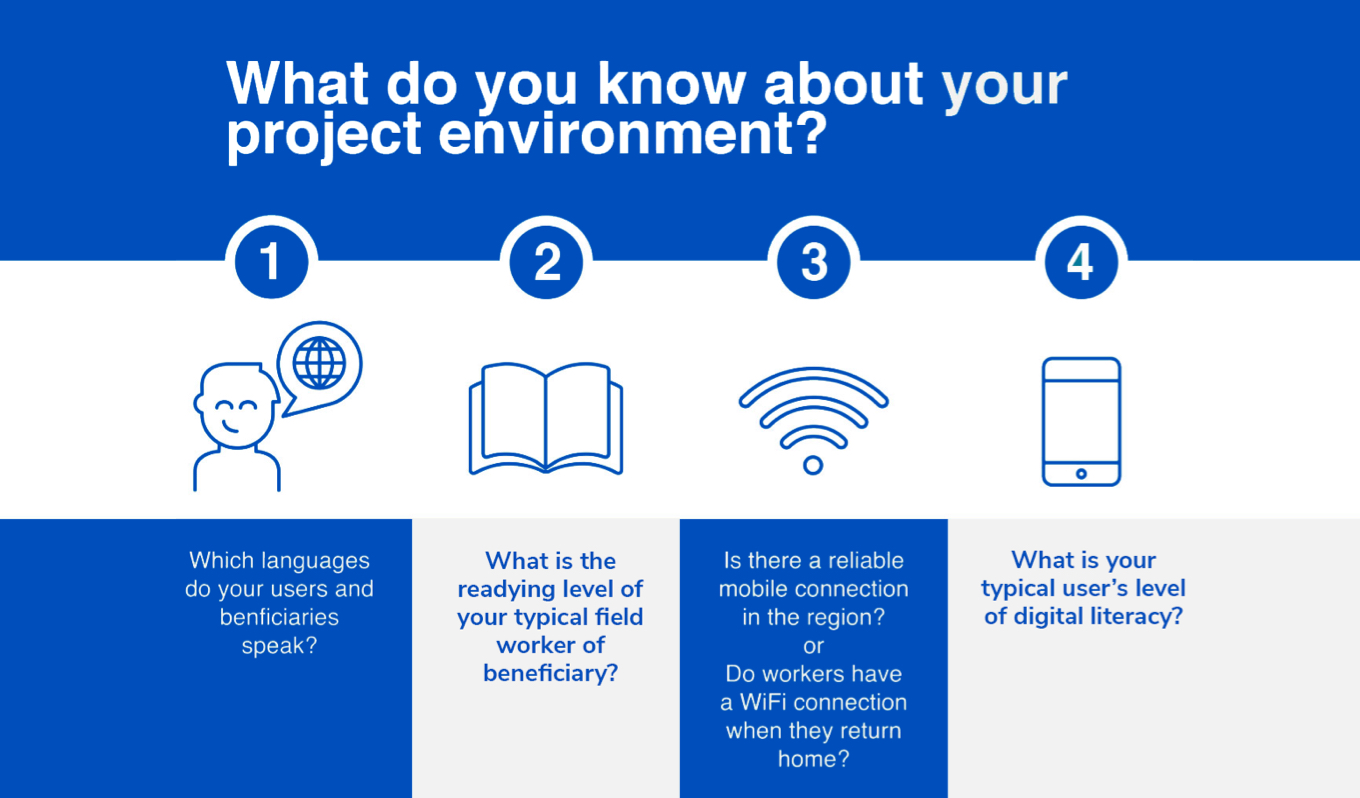 What do you know about your
project environment?
1
2
3
4
Which languages
do your users and
benficiaries
speak?
What is the
readying level of
your typical field
worker of
beneficiary?
Is there a reliable
mobile connection
in the region?
or
Do workers have
a WiFi connection
when they return
home?
What is your
typical user's level
of digital literacy?